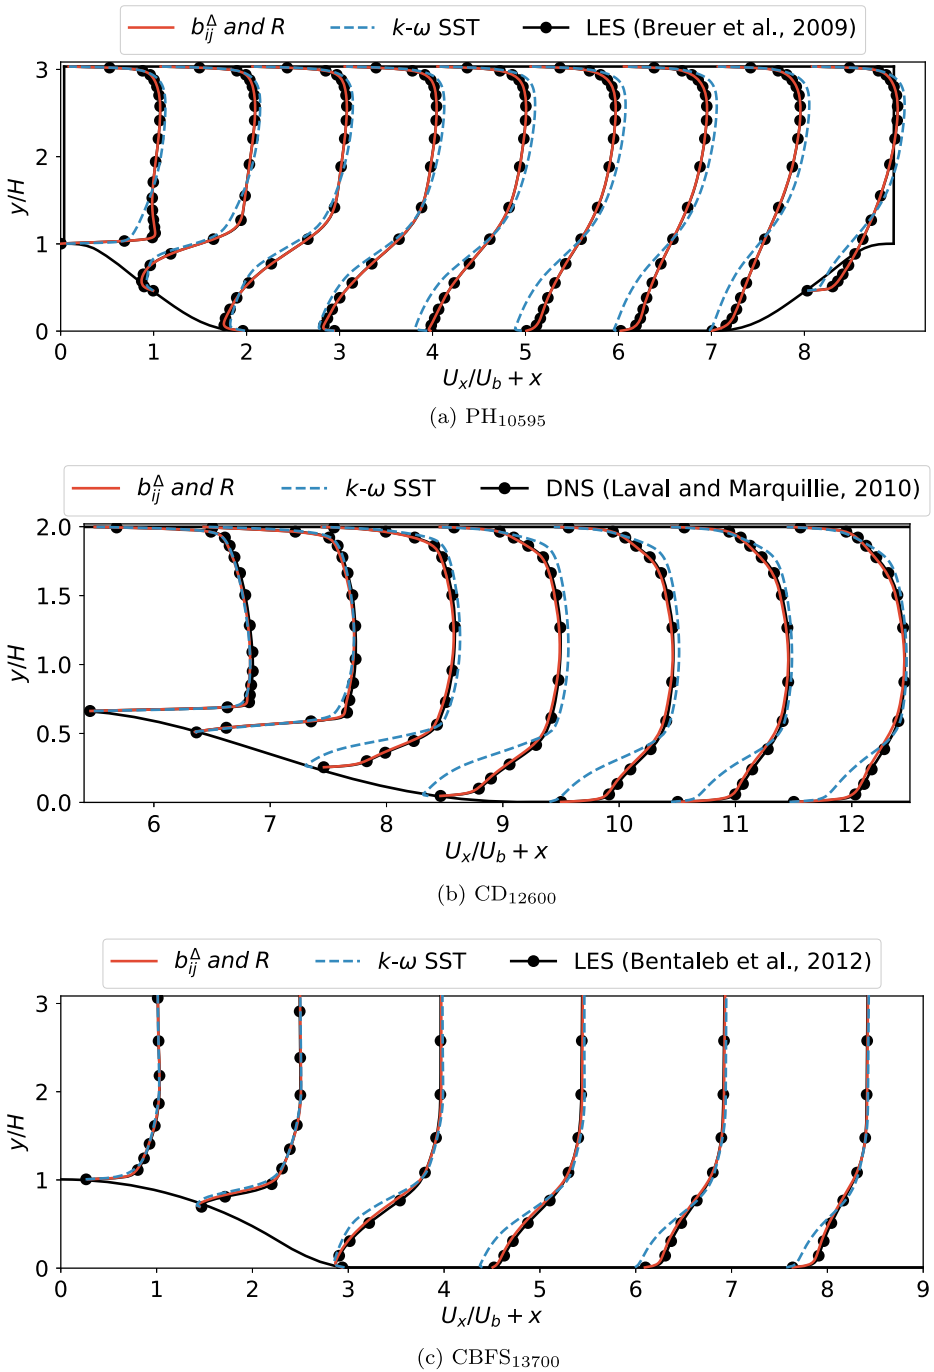 b_ij^Δ and R   k-ω SST   LES (Breuer et al., 2009)
3
2
y/H
1
0
0 1 2 3 4 5 6 7 8
U_x/U_b + x
(a) PH_10595
b_ij^Δ and R   k-ω SST   DNS (Laval and Marquillie, 2010)
2.0
1.5
y/H
1.0
0.5
0.0
6 7 8 9 10 11 12
U_x/U_b + x
(b) CD_12600
b_ij^Δ and R   k-ω SST   LES (Bentaleb et al., 2012)
3
2
y/H
1
0
0 1 2 3 4 5 6 7 8 9
U_x/U_b + x
(c) CBFS_13700